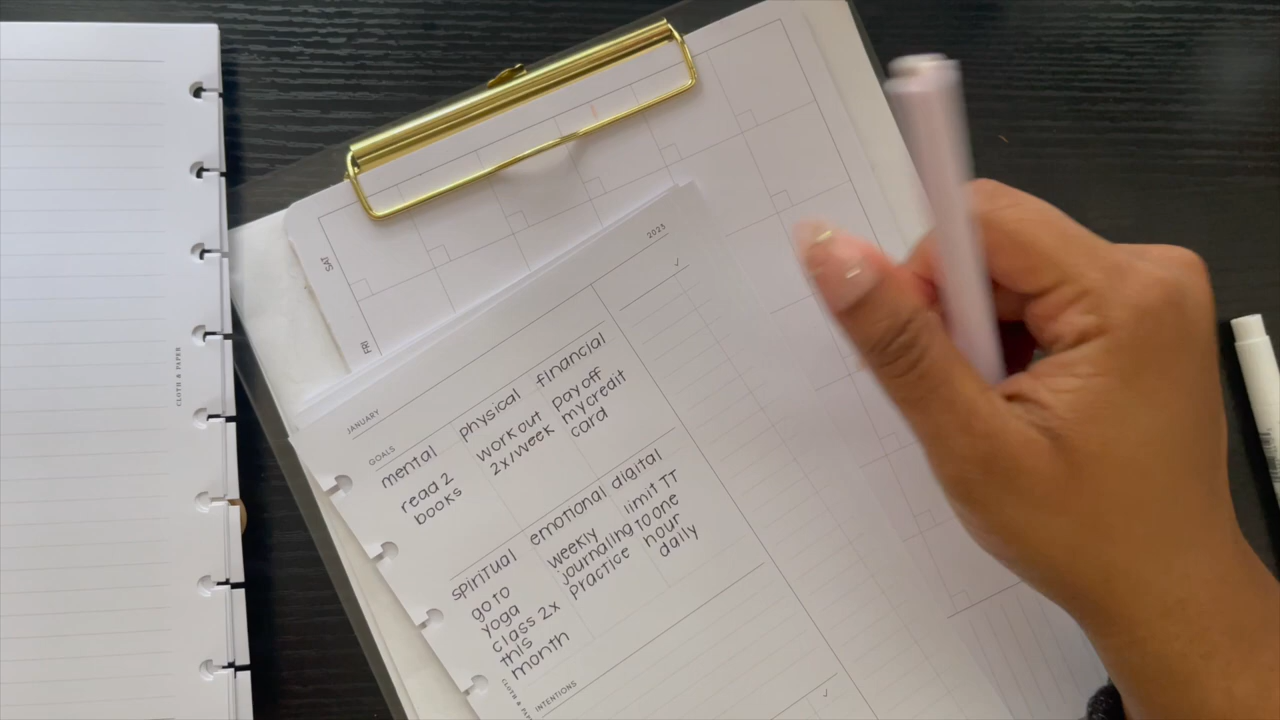 CLOTH & PAPER
SAT
FRI
JANUARY
2025
✓
GOALS
mental
read 2
books
physical
workout
2x/week
financial
pay off
my credit
card
spiritual
go to
yoga
class 2x
this
month
emotional
weekly
journaling
practice
digital
limit TT
to one
hour
daily
INTENTIONS
✓